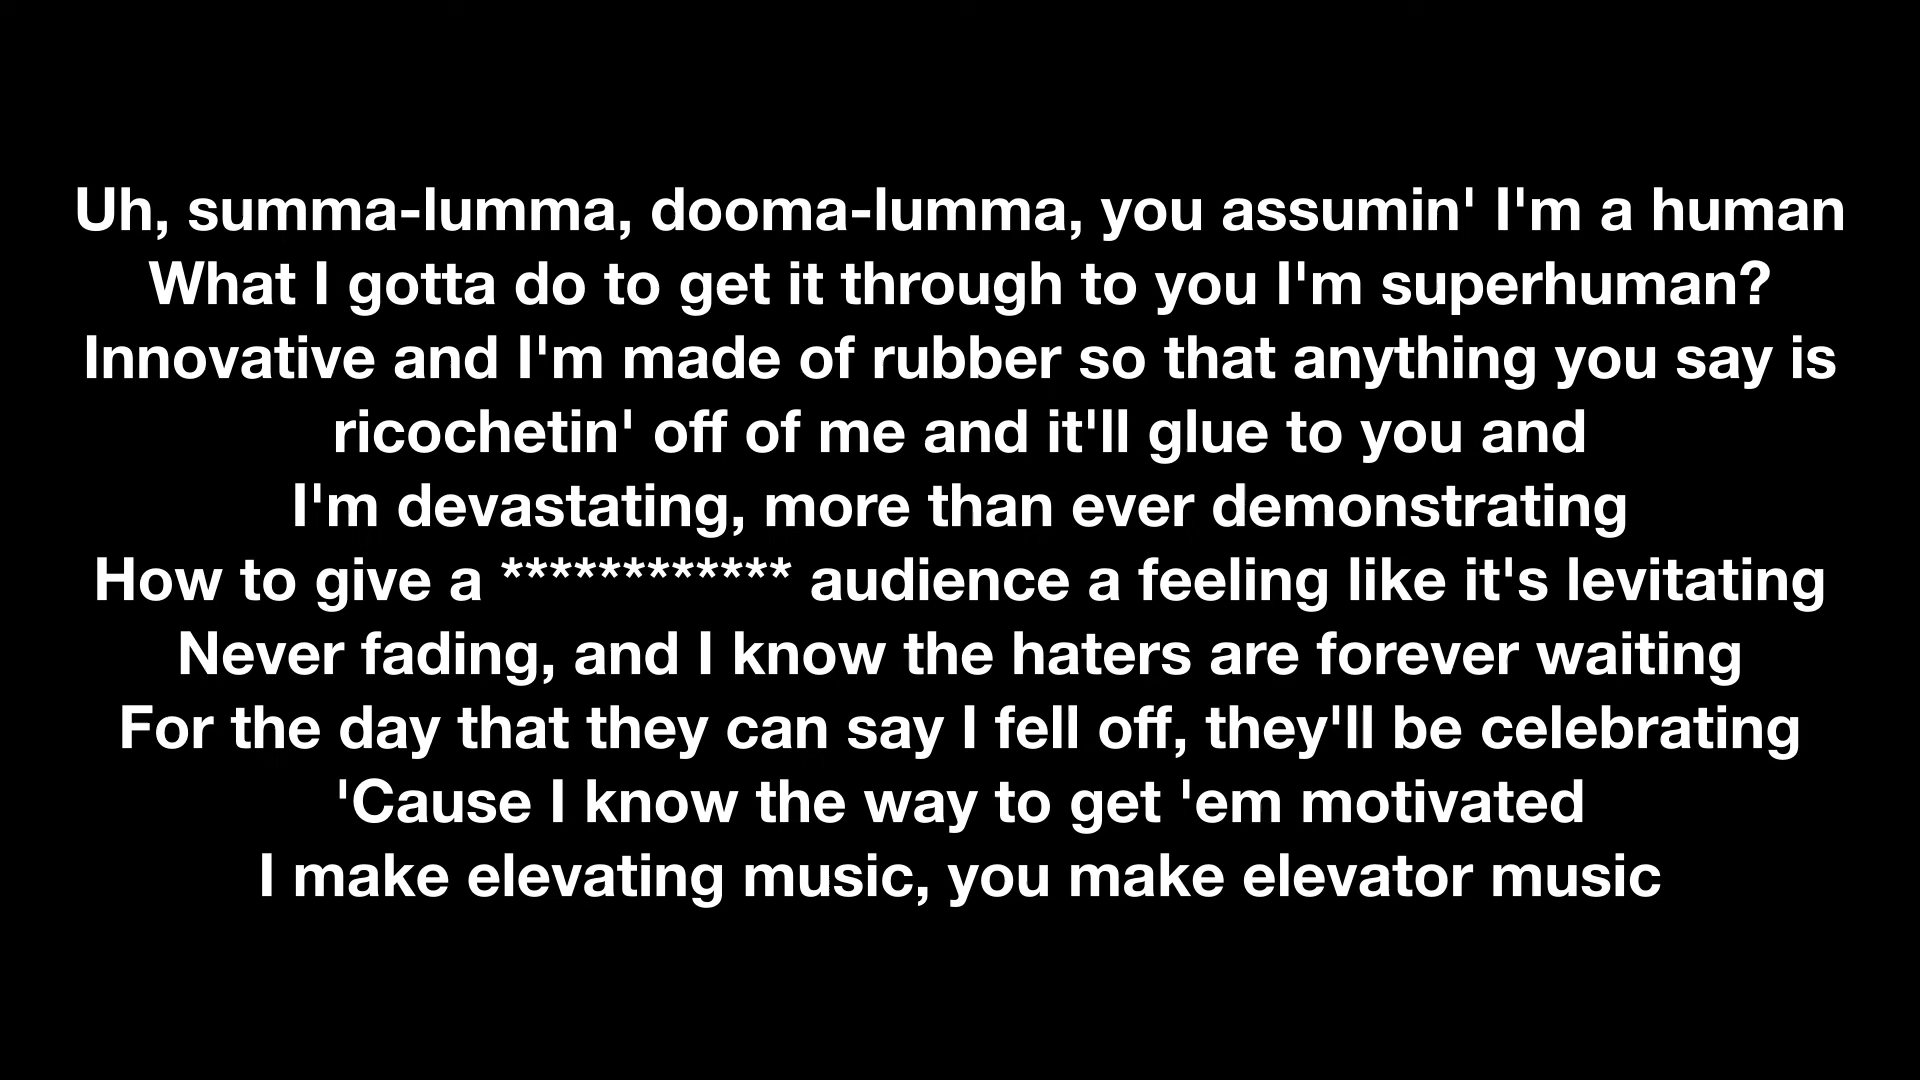 Uh, summa-lumma, dooma-lumma, you assumin' I'm a human
What I gotta do to get it through to you I'm superhuman?
Innovative and I'm made of rubber so that anything you say is
ricochetin' off of me and it'll glue to you and
I'm devastating, more than ever demonstrating
How to give a ************ audience a feeling like it's levitating
Never fading, and I know the haters are forever waiting
For the day that they can say I fell off, they'll be celebrating
'Cause I know the way to get 'em motivated
I make elevating music, you make elevator music